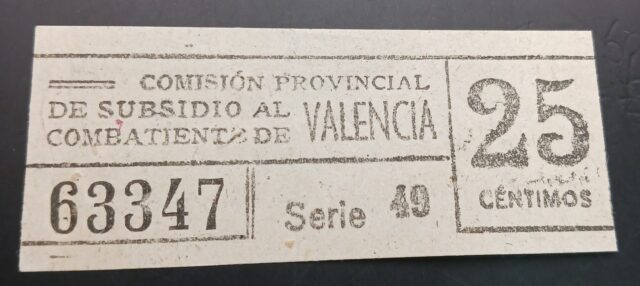 COMISIÓN PROVINCIAL
DE SUBSIDIO AL
COMBATIENTE DE
VALENCIA
25
CÉNTIMOS
63347
Serie 49